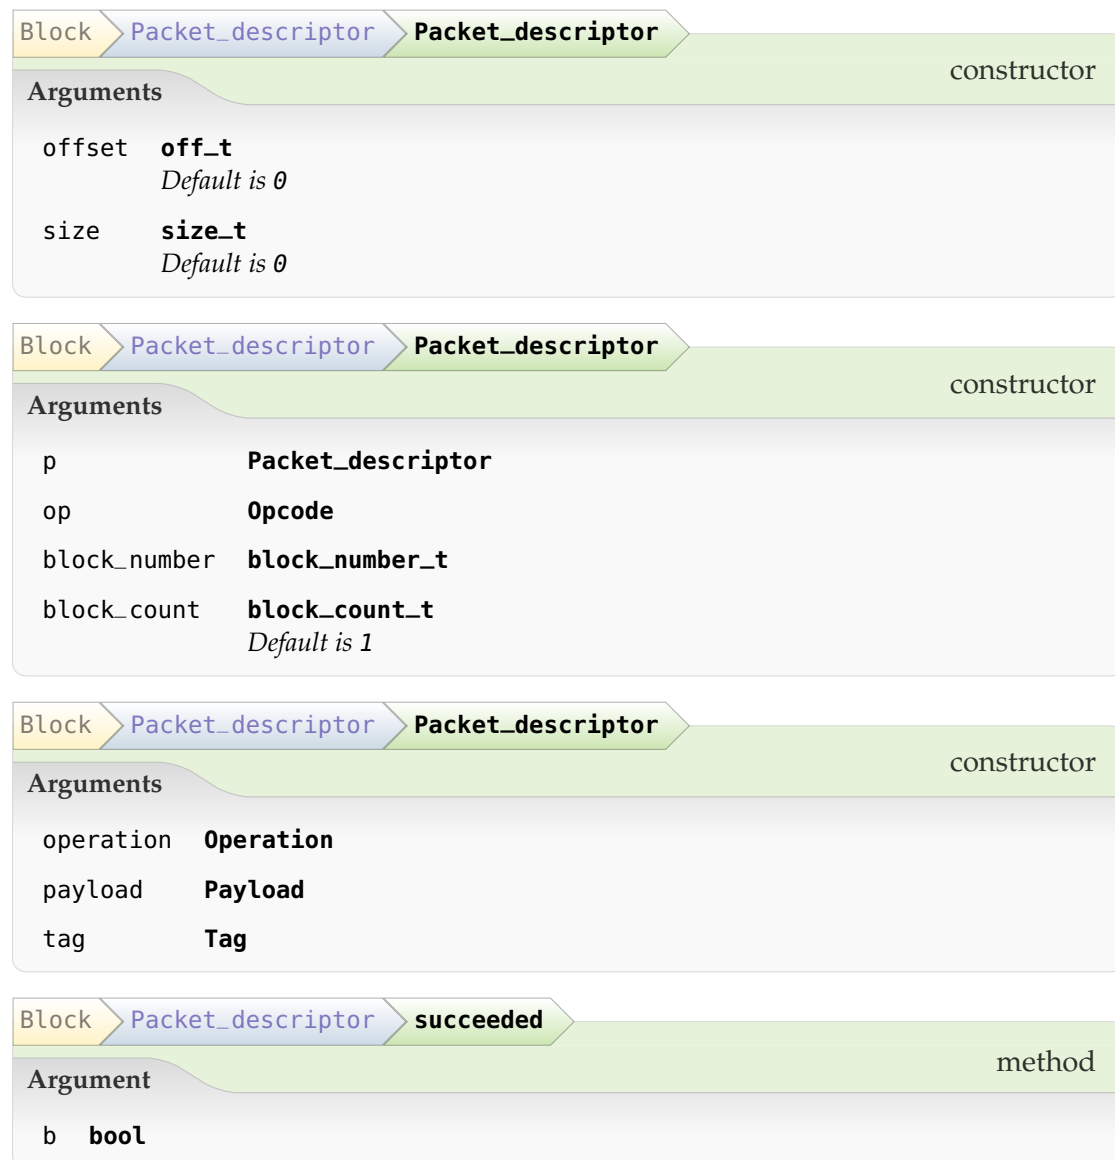 Block Packet_descriptor Packet_descriptor
constructor
Arguments
offset off_t
Default is 0
size size_t
Default is 0
Block Packet_descriptor Packet_descriptor
constructor
Arguments
p Packet_descriptor
op Opcode
block_number block_number_t
block_count block_count_t
Default is 1
Block Packet_descriptor Packet_descriptor
constructor
Arguments
operation Operation
payload Payload
tag Tag
Block Packet_descriptor succeeded
method
Argument
b bool